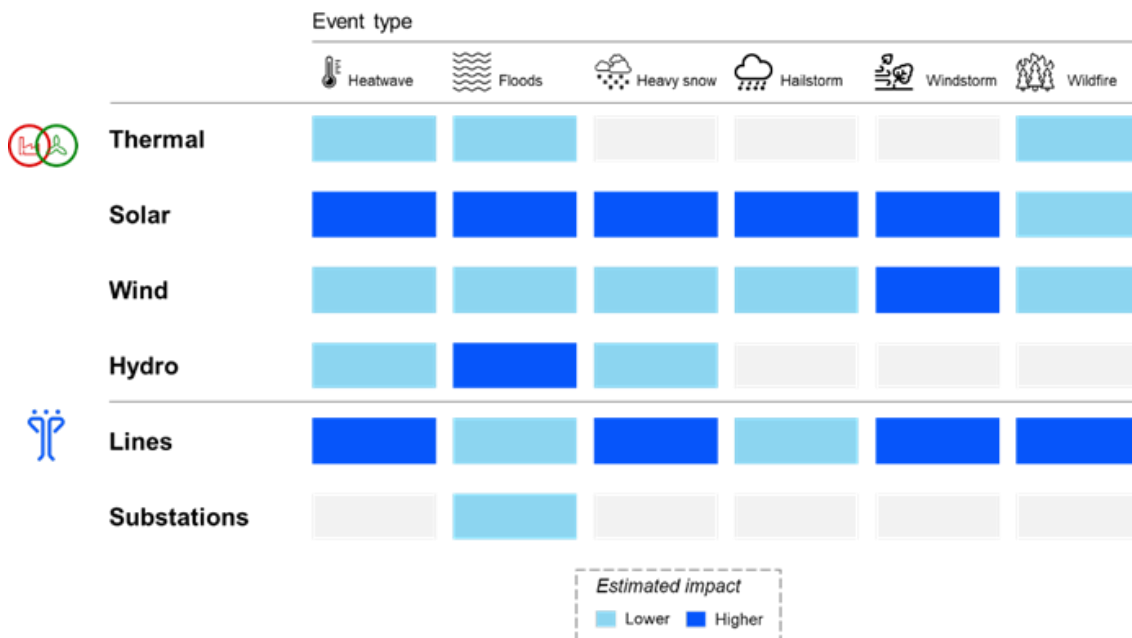 Event type
Heatwave Floods Heavy snow Hailstorm Windstorm Wildfire
Thermal
Solar
Wind
Hydro
Lines
Substations
Estimated impact
Lower Higher